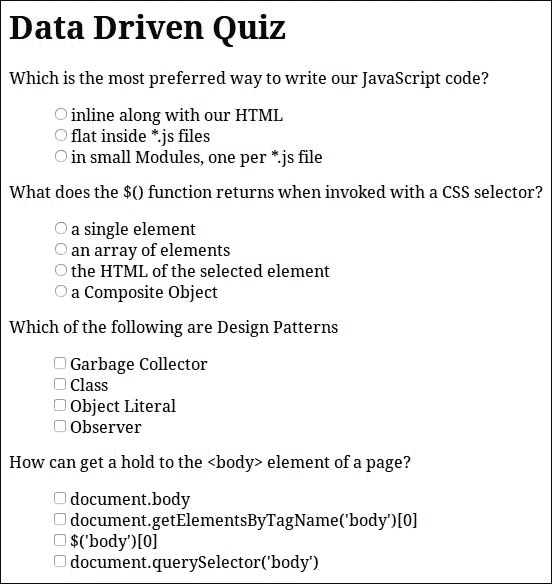 Data Driven Quiz
Which is the most preferred way to write our JavaScript code?
inline along with our HTML
flat inside *.js files
in small Modules, one per *.js file
What does the $() function returns when invoked with a CSS selector?
a single element
an array of elements
the HTML of the selected element
a Composite Object
Which of the following are Design Patterns
Garbage Collector
Class
Object Literal
Observer
How can get a hold to the <body> element of a page?
document.body
document.getElementsByTagName('body')[0]
$('body')[0]
document.querySelector('body')